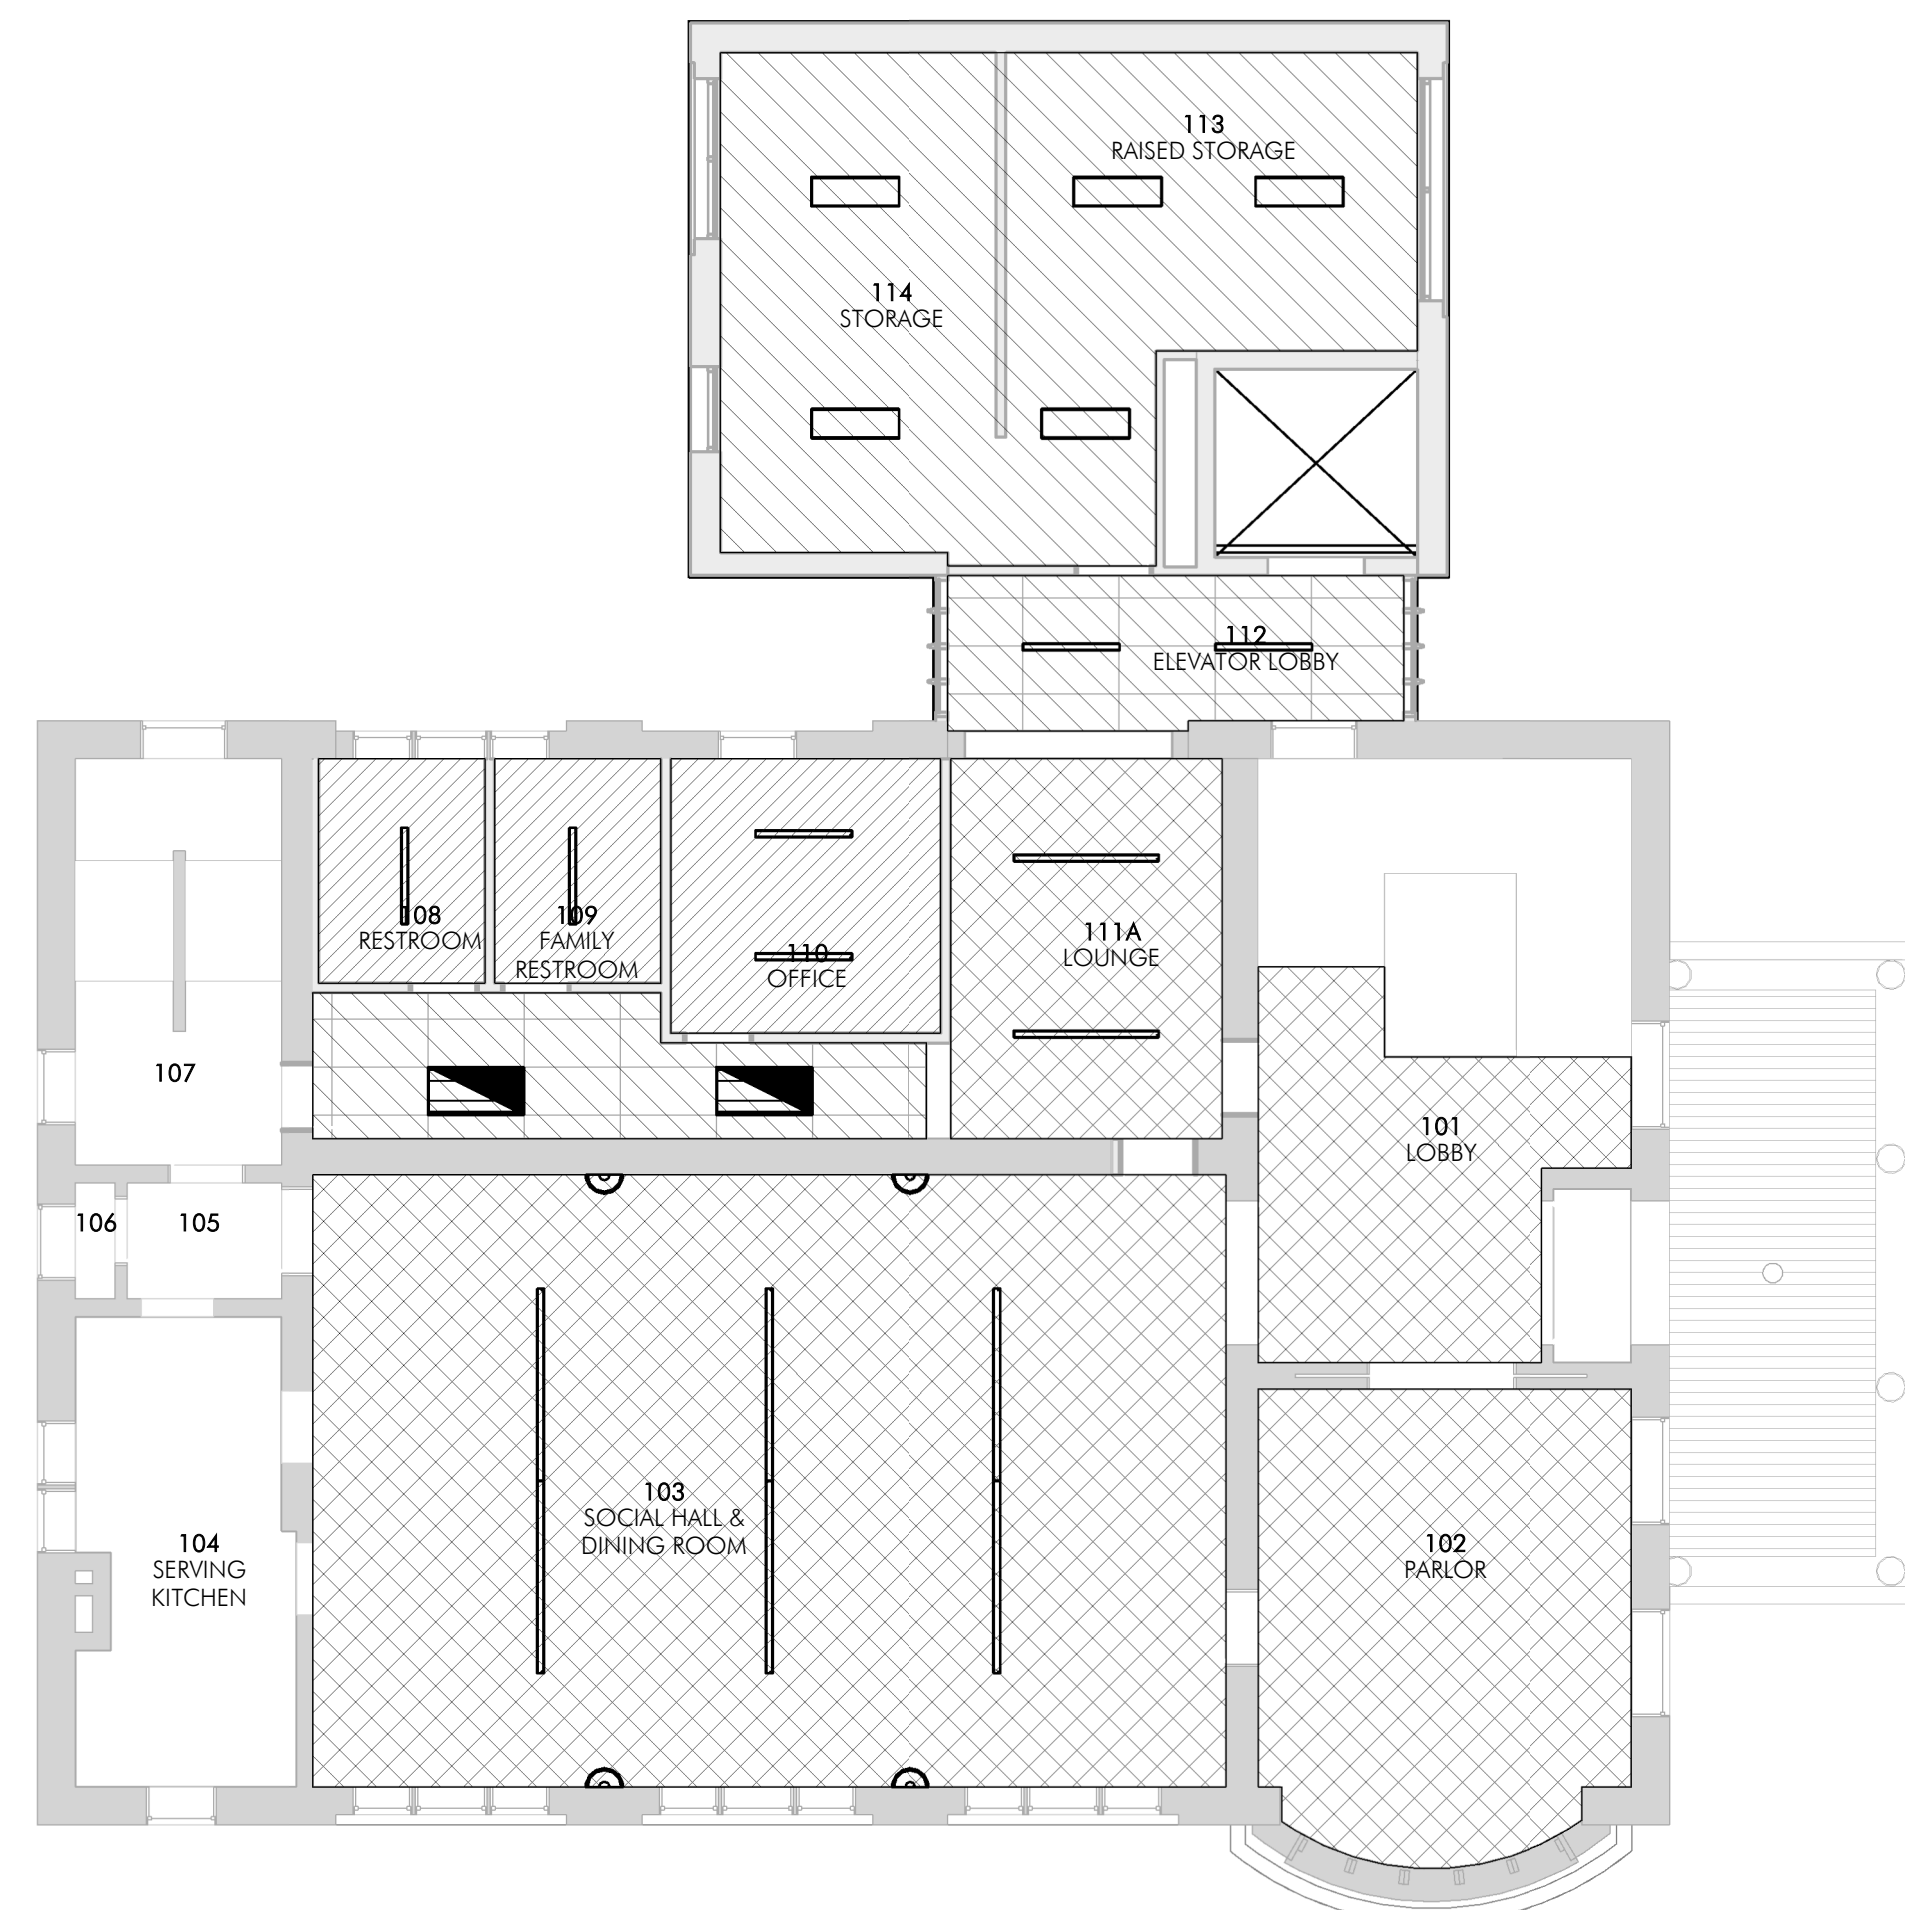 113
RAISED STORAGE
114
STORAGE
112
ELEVATOR LOBBY
108
RESTROOM
109
FAMILY
RESTROOM
110
OFFICE
111A
LOUNGE
107
101
LOBBY
106
105
103
SOCIAL HALL &
DINING ROOM
104
SERVING
KITCHEN
102
PARLOR